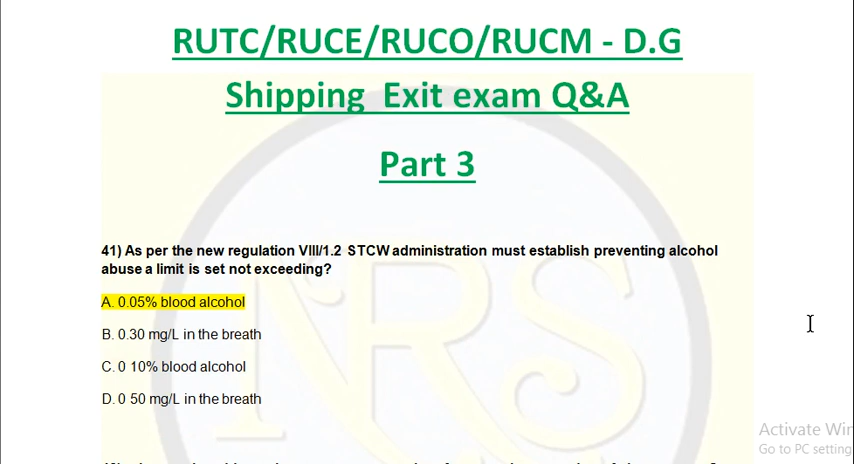 RUTC/RUCE/RUCO/RUCM - D.G
Shipping Exit exam Q&A
Part 3
41) As per the new regulation VIII/1.2 STCW administration must establish preventing alcohol
abuse a limit is set not exceeding?
A. 0.05% blood alcohol
B. 0.30 mg/L in the breath
C. 0 10% blood alcohol
D. 0 50 mg/L in the breath
NRS
Activate Win
Go to PC setting